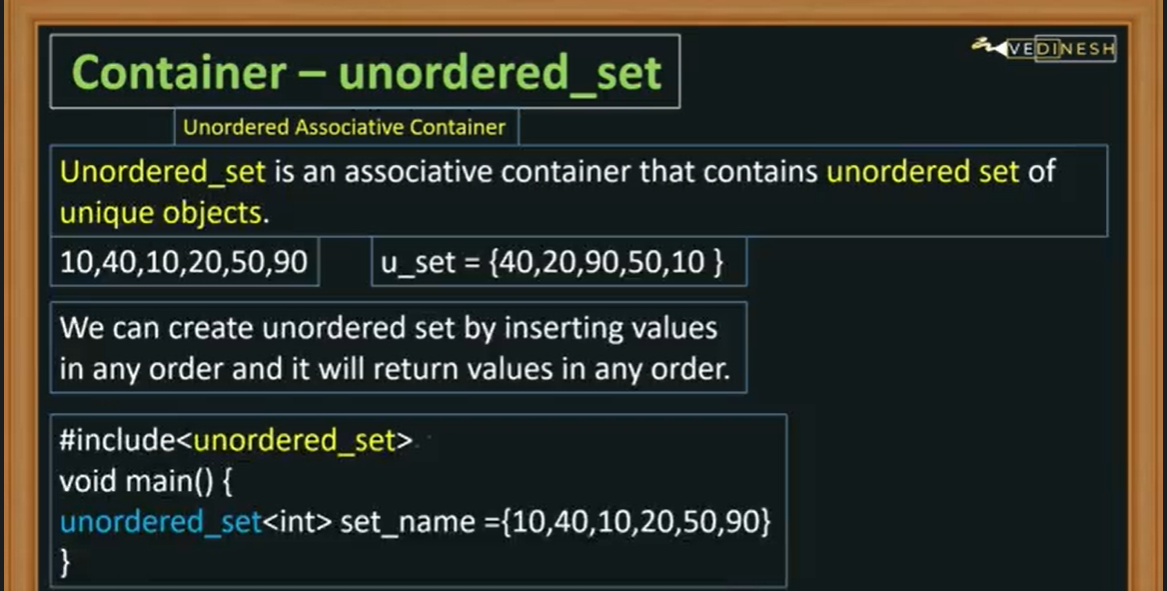 Container – unordered_set
VEDINESH
Unordered Associative Container
Unordered_set is an associative container that contains unordered set of
unique objects.
10,40,10,20,50,90
u_set = {40,20,90,50,10 }
We can create unordered set by inserting values
in any order and it will return values in any order.
#include<unordered_set>
void main() {
unordered_set<int> set_name ={10,40,10,20,50,90}
}